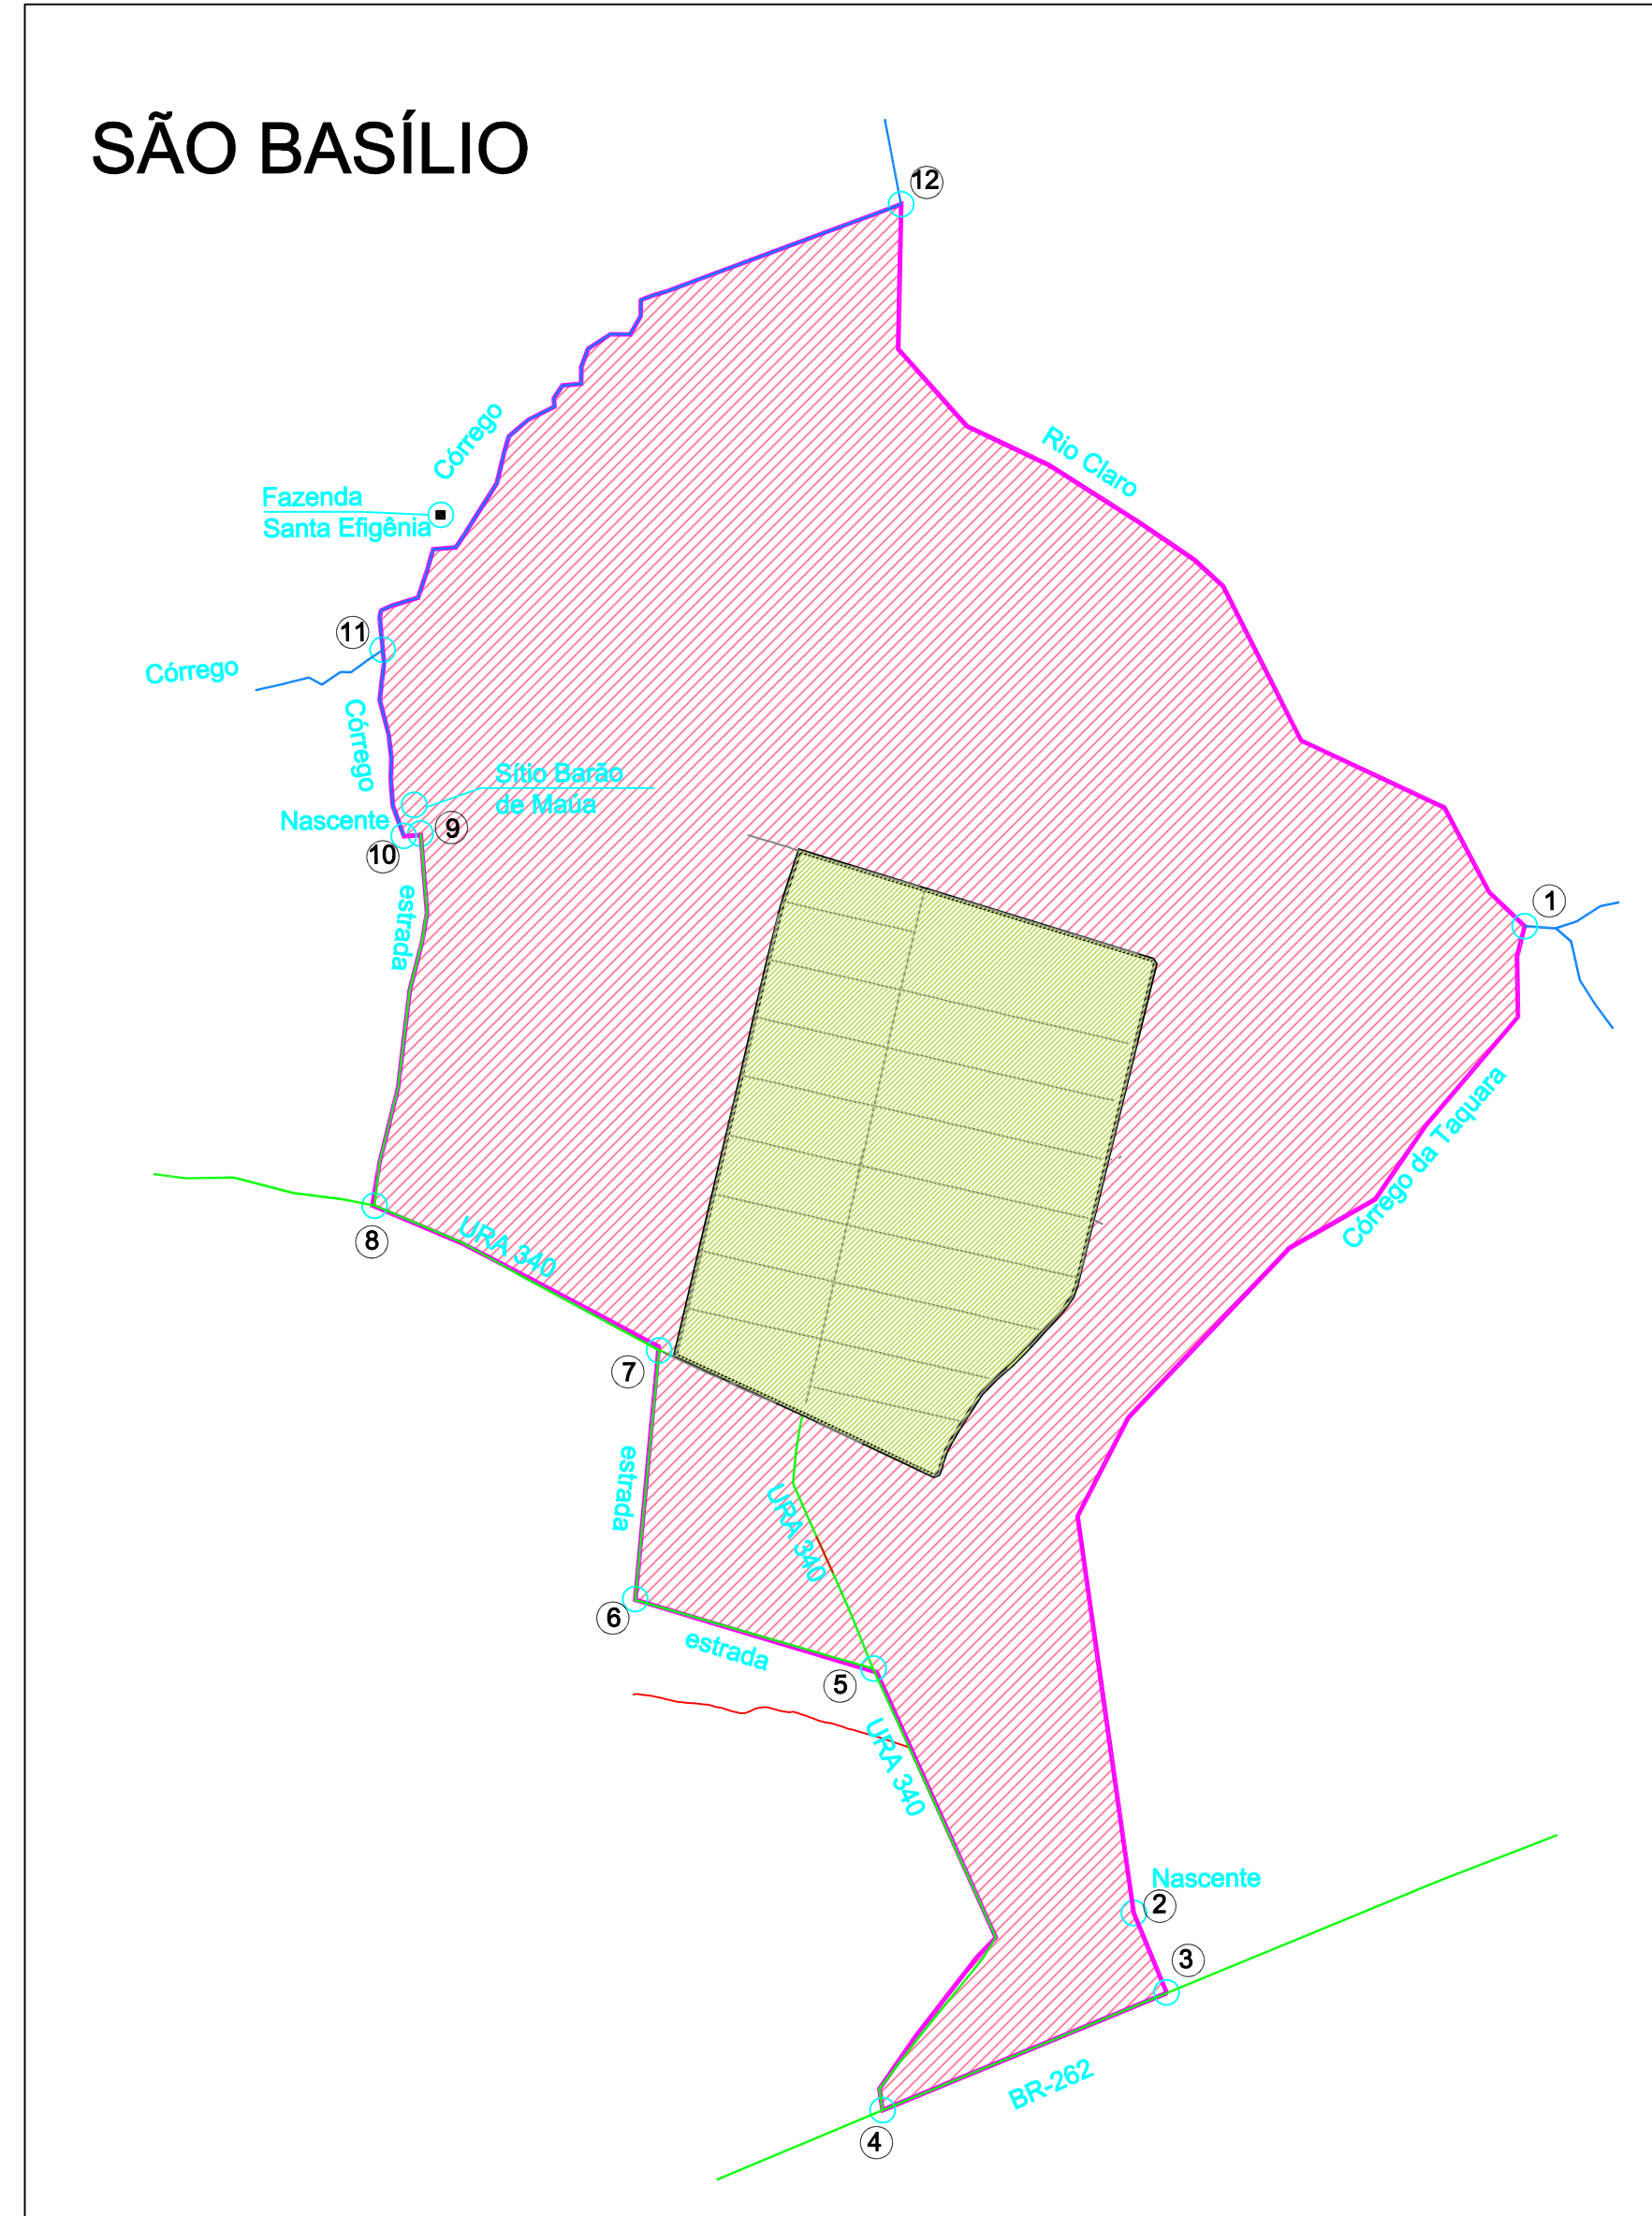 SÃO BASÍLIO
12
Rio Claro
Córrego
Fazenda
Santa Efigênia
11
Córrego
Córrego
Sítio Barão
de Maúa
Nascente
9
10
estrada
1
Córrego da Taquara
8
URA 340
7
estrada
URA 340
6
estrada
5
URA 340
Nascente
2
3
BR-262
4